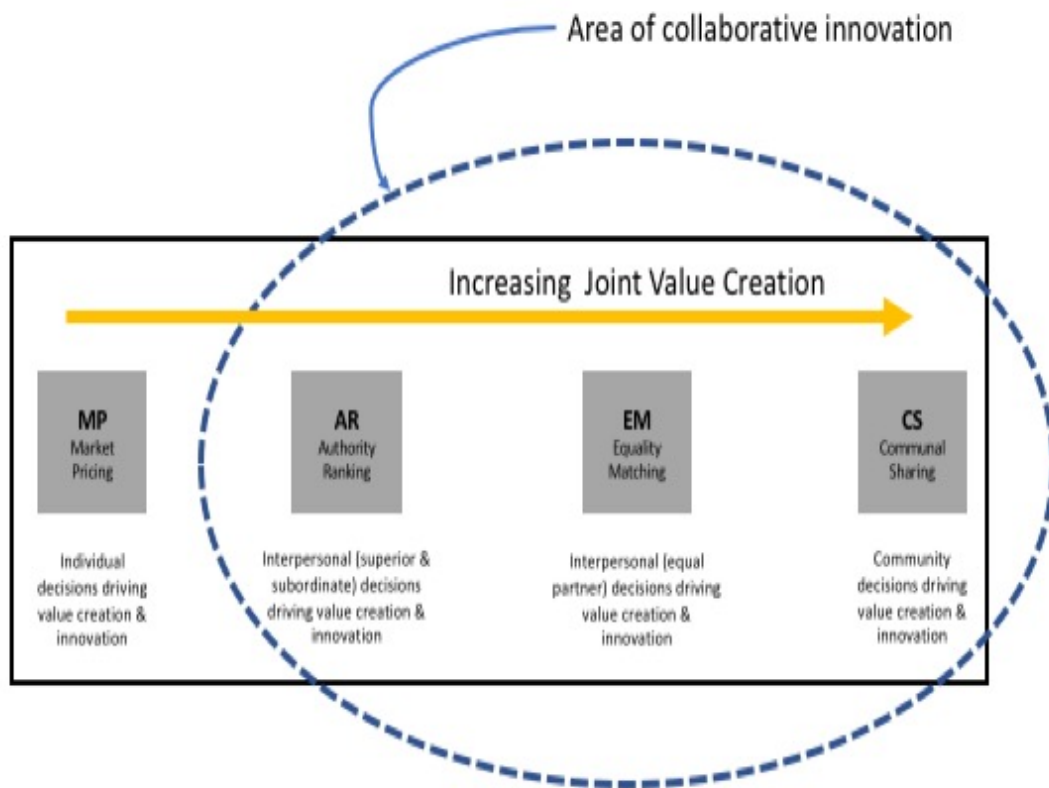 Area of collaborative innovation
Increasing Joint Value Creation
MP
Market
Pricing
AR
Authority
Ranking
EM
Equality
Matching
CS
Communal
Sharing
Individual
decisions driving
value creation &
innovation
Interpersonal (superior &
subordinate) decisions
driving value creation &
innovation
Interpersonal (equal
partner) decisions driving
value creation &
innovation
Community
decisions driving
value creation &
innovation